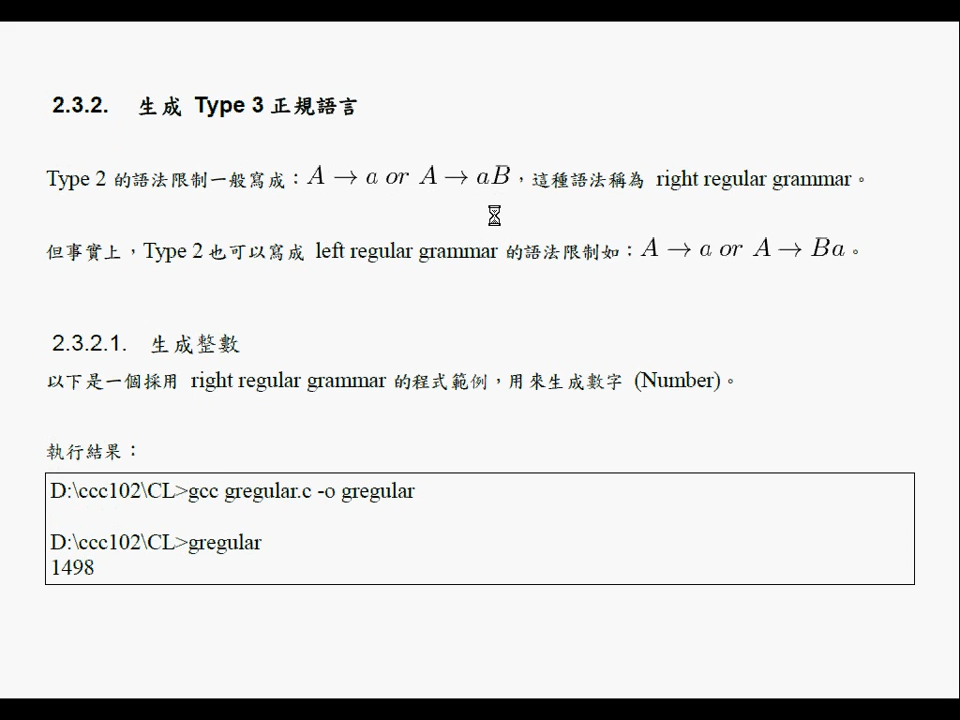 2.3.2. 生成 Type 3 正規語言
Type 2 的語法限制一般寫成：A → a or A → aB，這種語法稱為 right regular grammar。
但事實上，Type 2 也可以寫成 left regular grammar 的語法限制如：A → a or A → Ba。
2.3.2.1. 生成整數
以下是一個採用 right regular grammar 的程式範例，用來生成數字 (Number)。
執行結果：
D:\ccc102\CL>gcc gregular.c -o gregular
D:\ccc102\CL>gregular
1498